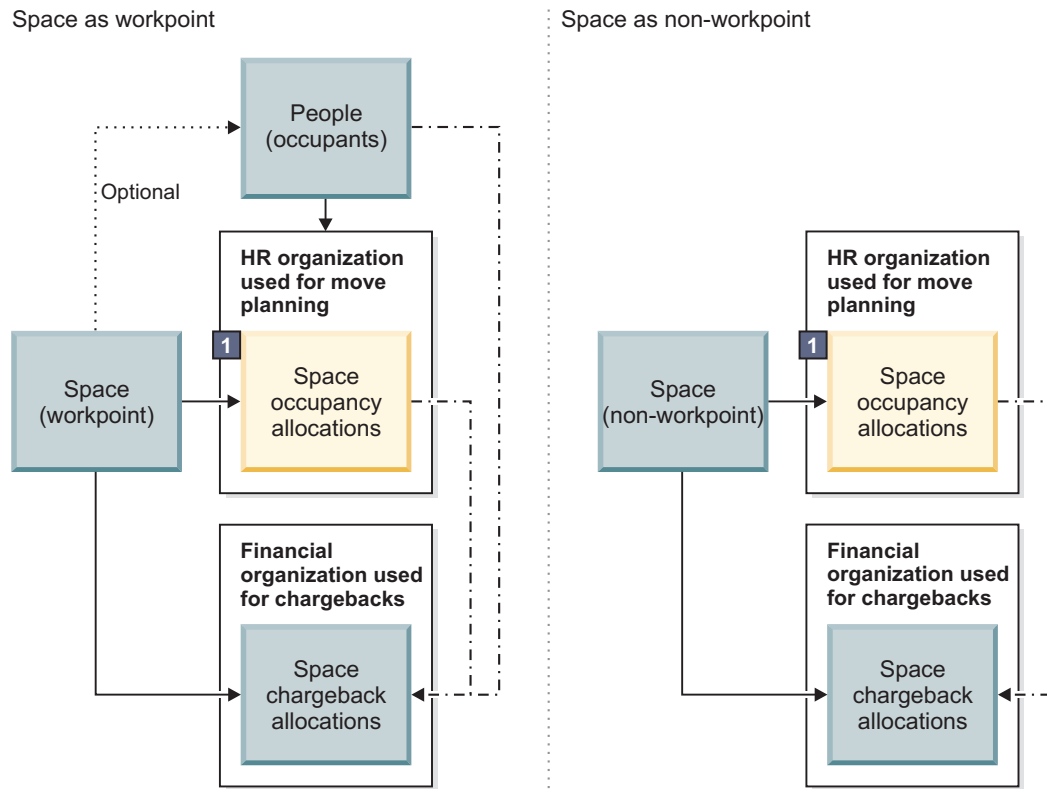 Space as workpoint
People
(occupants)
Optional
HR organization
used for move
planning
1
Space
(workpoint)
Space
occupancy
allocations
Financial
organization used
for chargebacks
Space
chargeback
allocations
Space as non-workpoint
HR organization
used for move
planning
1
Space
(non-workpoint)
Space
occupancy
allocations
Financial
organization used
for chargebacks
Space
chargeback
allocations